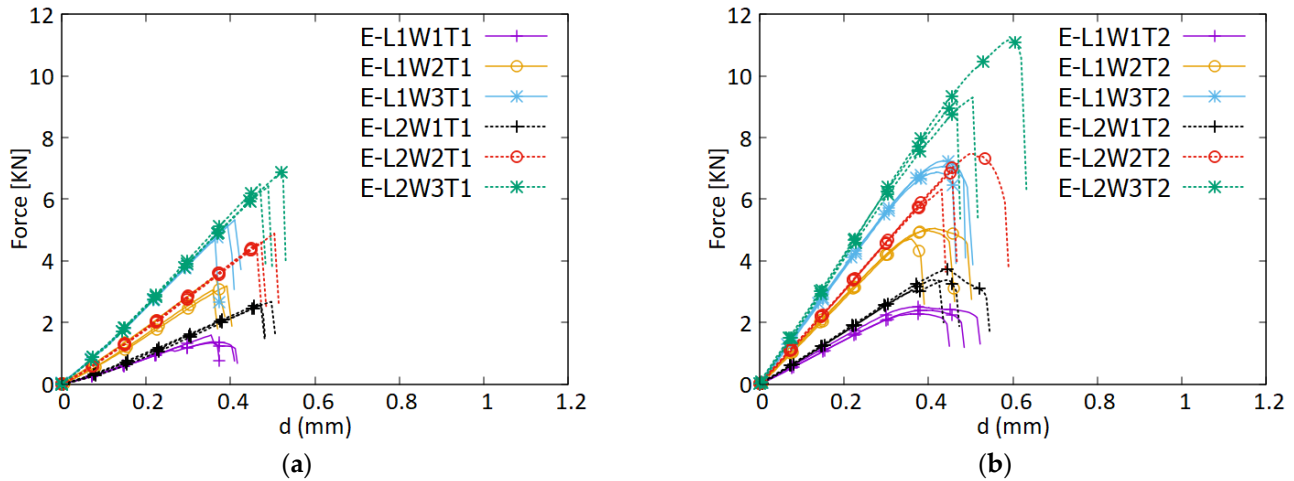 12
10
8
6
4
2
0
Force [KN]
E-L1W1T1
E-L1W2T1
E-L1W3T1
E-L2W1T1
E-L2W2T1
E-L2W3T1
0 0.2 0.4 0.6 0.8 1 1.2
d (mm)
(a)
12
10
8
6
4
2
0
Force [KN]
E-L1W1T2
E-L1W2T2
E-L1W3T2
E-L2W1T2
E-L2W2T2
E-L2W3T2
0 0.2 0.4 0.6 0.8 1 1.2
d (mm)
(b)